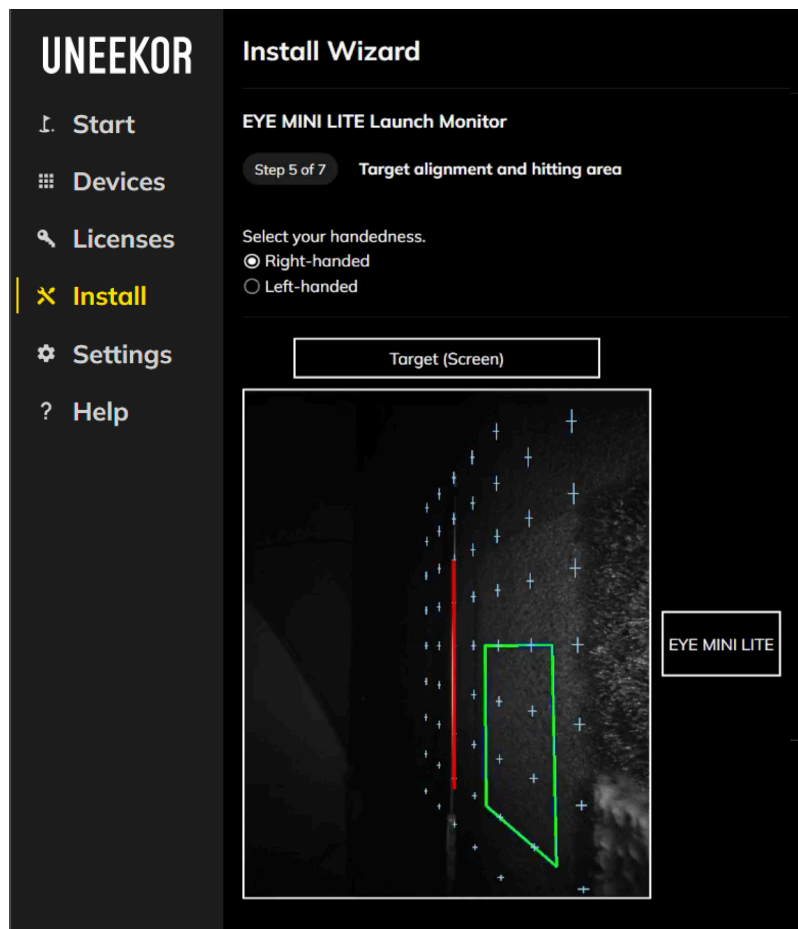 UNEEKOR
Start
Devices
Licenses
Install
Settings
? Help
Install Wizard
EYE MINI LITE Launch Monitor
Step 5 of 7 Target alignment and hitting area
Select your handedness.
Right-handed
Left-handed
Target (Screen)
EYE MINI LITE